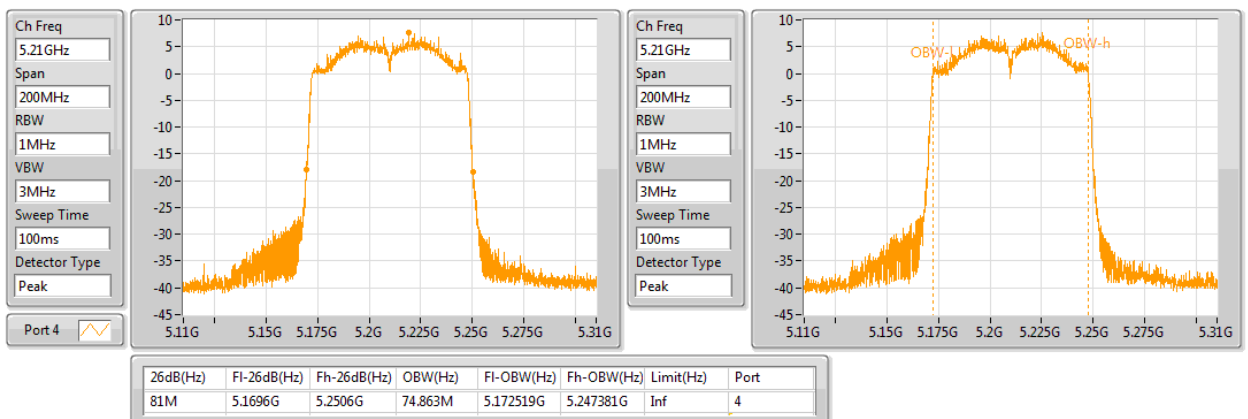 Ch Freq
5.21GHz
Span
200MHz
RBW
1MHz
VBW
3MHz
Sweep Time
100ms
Detector Type
Peak
Port 4
10
5
0
-5
-10
-15
-20
-25
-30
-35
-40
-45
5.11G 5.15G 5.175G 5.2G 5.225G 5.25G 5.275G 5.31G
Ch Freq
5.21GHz
Span
200MHz
RBW
1MHz
VBW
3MHz
Sweep Time
100ms
Detector Type
Peak
10
5
0
-5
-10
-15
-20
-25
-30
-35
-40
-45
OBW-l OBW-h
5.11G 5.15G 5.175G 5.2G 5.225G 5.25G 5.275G 5.31G
26dB(Hz) Fl-26dB(Hz) Fh-26dB(Hz) OBW(Hz) Fl-OBW(Hz) Fh-OBW(Hz) Limit(Hz) Port
81M 5.1696G 5.2506G 74.863M 5.172519G 5.247381G Inf 4